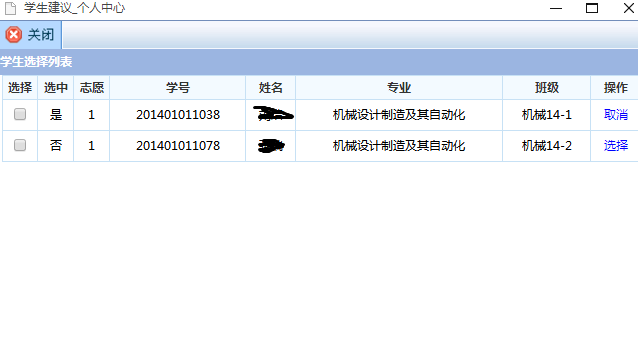 学生建议_个人中心
关闭
学生选择列表
选择 选中 志愿 学号 姓名 专业 班级 操作
是 1 201401011038 机械设计制造及其自动化 机械14-1 取消
否 1 201401011078 机械设计制造及其自动化 机械14-2 选择